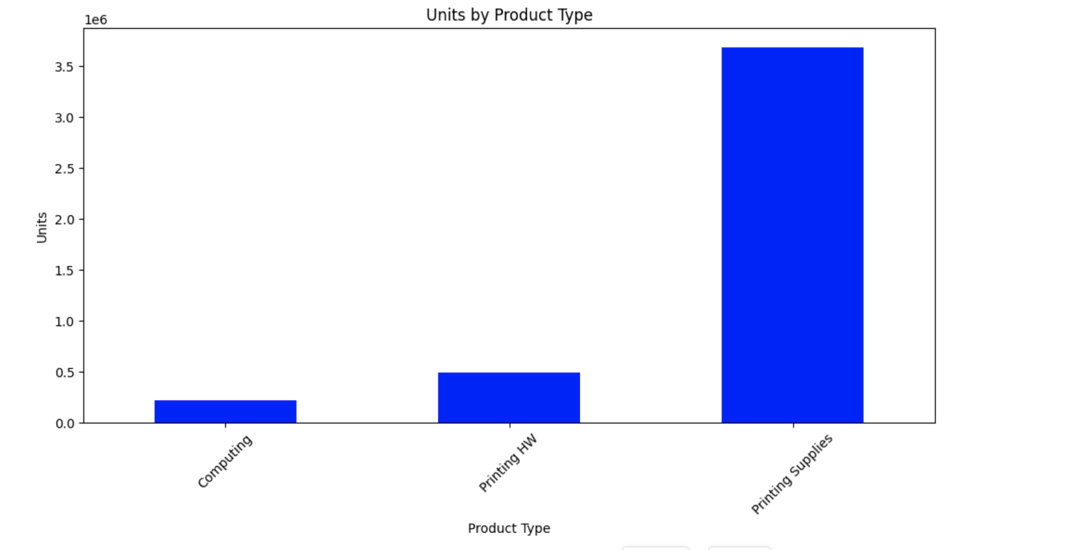 Units by Product Type
1e6
3.5
3.0
2.5
2.0
1.5
1.0
0.5
0.0
Units
Computing
Printing HW
Printing Supplies
Product Type